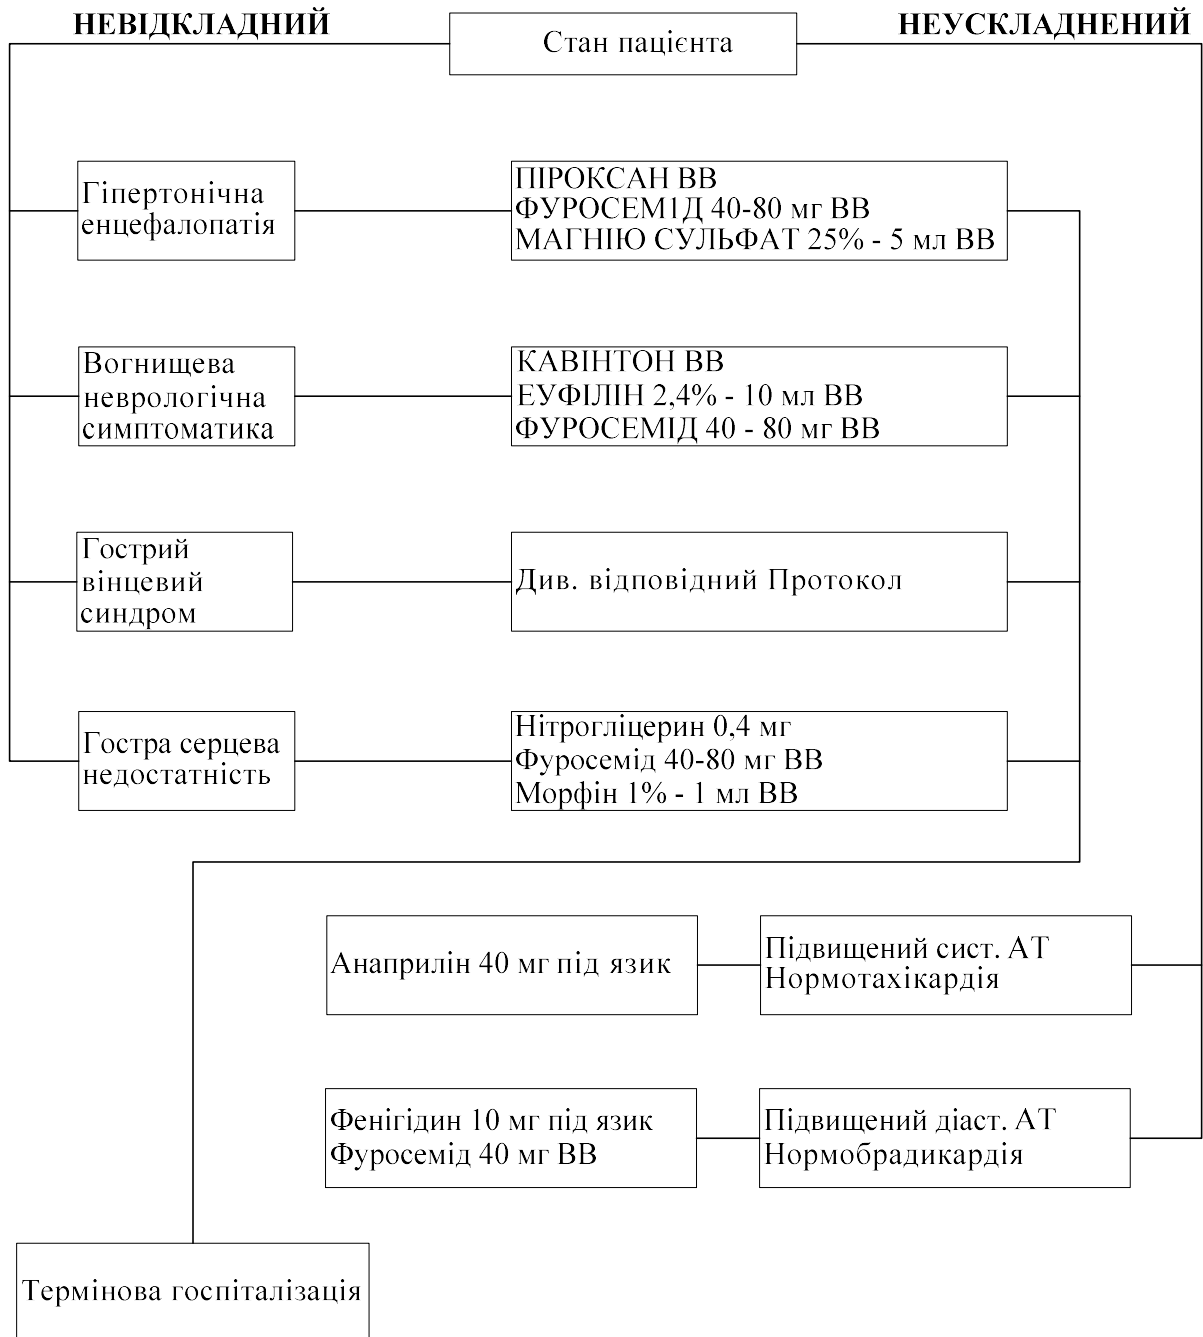 НЕВІДКЛАДНИЙ
Стан пацієнта
НЕУСКЛАДНЕНИЙ
Гіпертонічна
енцефалопатія
ПІРОКСАН ВВ
ФУРОСЕМ1Д 40-80 мг ВВ
МАГНІЮ СУЛЬФАТ 25% - 5 мл ВВ
Вогнищева
неврологічна
симптоматика
КАВІНТОН ВВ
ЕУФІЛІН 2,4% - 10 мл ВВ
ФУРОСЕМІД 40 - 80 мг ВВ
Гострий
вінцевий
синдром
Див. відповідний Протокол
Гостра серцева
недостатність
Нітрогліцерин 0,4 мг
Фуросемід 40-80 мг ВВ
Морфін 1% - 1 мл ВВ
Анаприлін 40 мг під язик
Підвищений сист. АТ
Нормотахікардія
Фенігідин 10 мг під язик
Фуросемід 40 мг ВВ
Підвищений діаст. АТ
Нормобрадикардія
Термінова госпіталізація